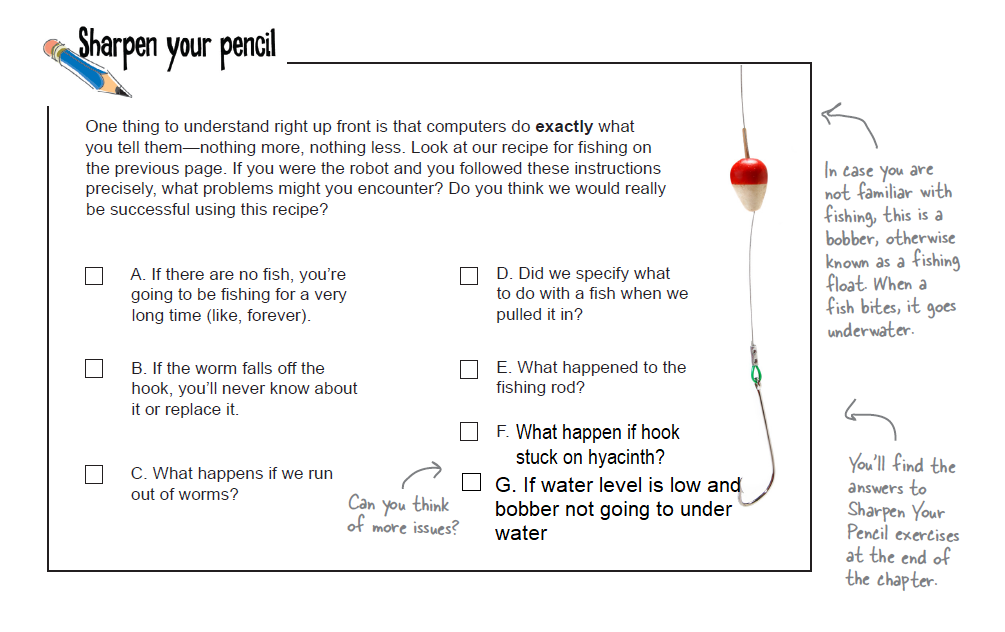 Sharpen your pencil
One thing to understand right up front is that computers do exactly what
you tell them—nothing more, nothing less. Look at our recipe for fishing on
the previous page. If you were the robot and you followed these instructions
precisely, what problems might you encounter? Do you think we would really
be successful using this recipe?
A. If there are no fish, you're
going to be fishing for a very
long time (like, forever).
B. If the worm falls off the
hook, you'll never know about
it or replace it.
C. What happens if we run
out of worms?
D. Did we specify what
to do with a fish when we
pulled it in?
E. What happened to the
fishing rod?
F. What happen if hook
stuck on hyacinth?
G. If water level is low and
bobber not going to under
water
Can you think
of more issues?
In case you are
not familiar with
fishing, this is a
bobber, otherwise
known as a fishing
float. When a
fish bites, it goes
underwater.
You'll find the
answers to
Sharpen Your
Pencil exercises
at the end of
the chapter.